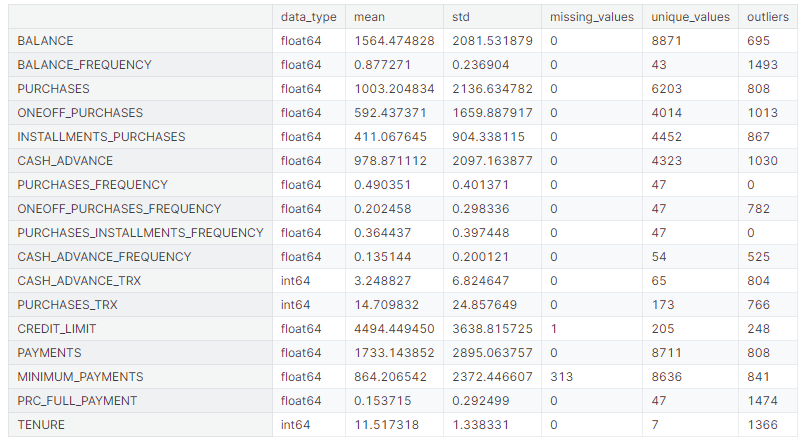 data_type mean std missing_values unique_values outliers
BALANCE float64 1564.474828 2081.531879 0 8871 695
BALANCE_FREQUENCY float64 0.877271 0.236904 0 43 1493
PURCHASES float64 1003.204834 2136.634782 0 6203 808
ONEOFF_PURCHASES float64 592.437371 1659.887917 0 4014 1013
INSTALLMENTS_PURCHASES float64 411.067645 904.338115 0 4452 867
CASH_ADVANCE float64 978.871112 2097.163877 0 4323 1030
PURCHASES_FREQUENCY float64 0.490351 0.401371 0 47 0
ONEOFF_PURCHASES_FREQUENCY float64 0.202458 0.298336 0 47 782
PURCHASES_INSTALLMENTS_FREQUENCY float64 0.364437 0.397448 0 47 0
CASH_ADVANCE_FREQUENCY float64 0.135144 0.200121 0 54 525
CASH_ADVANCE_TRX int64 3.248827 6.824647 0 65 804
PURCHASES_TRX int64 14.709832 24.857649 0 173 766
CREDIT_LIMIT float64 4494.449450 3638.815725 1 205 248
PAYMENTS float64 1733.143852 2895.063757 0 8711 808
MINIMUM_PAYMENTS float64 864.206542 2372.446607 313 8636 841
PRC_FULL_PAYMENT float64 0.153715 0.292499 0 47 1474
TENURE int64 11.517318 1.338331 0 7 1366